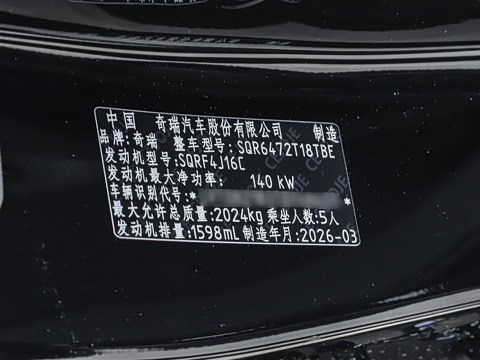 中国 奇瑞汽车股份有限公司 制造
品牌:奇瑞 整车型号:SQR6472T18TBE
发动机型号:SQRF4J16C
发动机最大净功率: 140 kW
车辆识别代号:* *
最大允许总质量:2024kg 乘坐人数:5人
发动机排量:1598mL 制造年月:2026-03